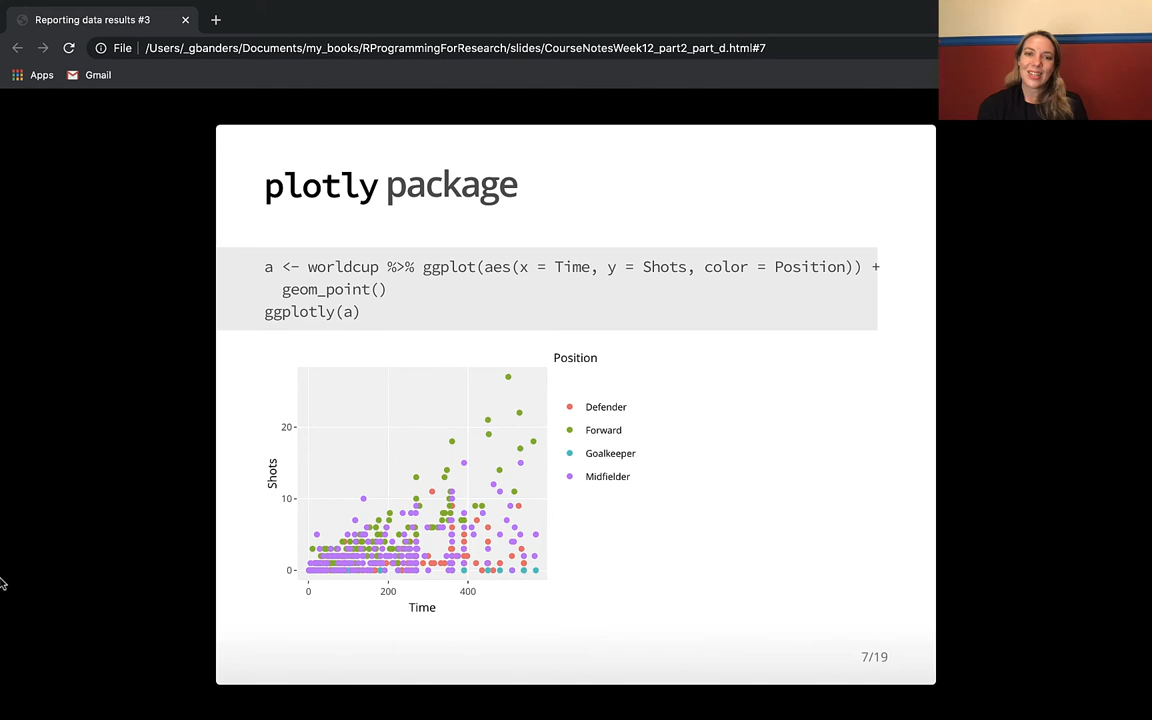 Reporting data results #3
File
/Users/_gbanders/Documents/my_books/RProgrammingForResearch/slides/CourseNotesWeek12_part2_part_d.html#7
Apps
Gmail
plotly package
a <- worldcup %>% ggplot(aes(x = Time, y = Shots, color = Position)) +
geom_point()
ggplotly(a)
Position
Defender
Forward
Goalkeeper
Midfielder
Shots
20
10
0
0
200
400
Time
7/19